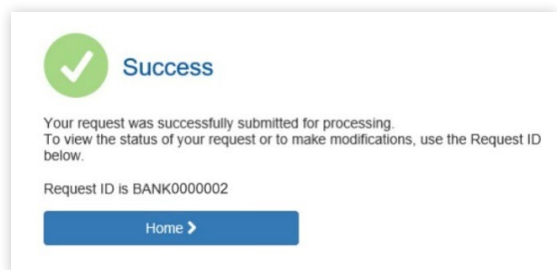 Success
Your request was successfully submitted for processing.
To view the status of your request or to make modifications, use the Request ID
below.
Request ID is BANK0000002
Home